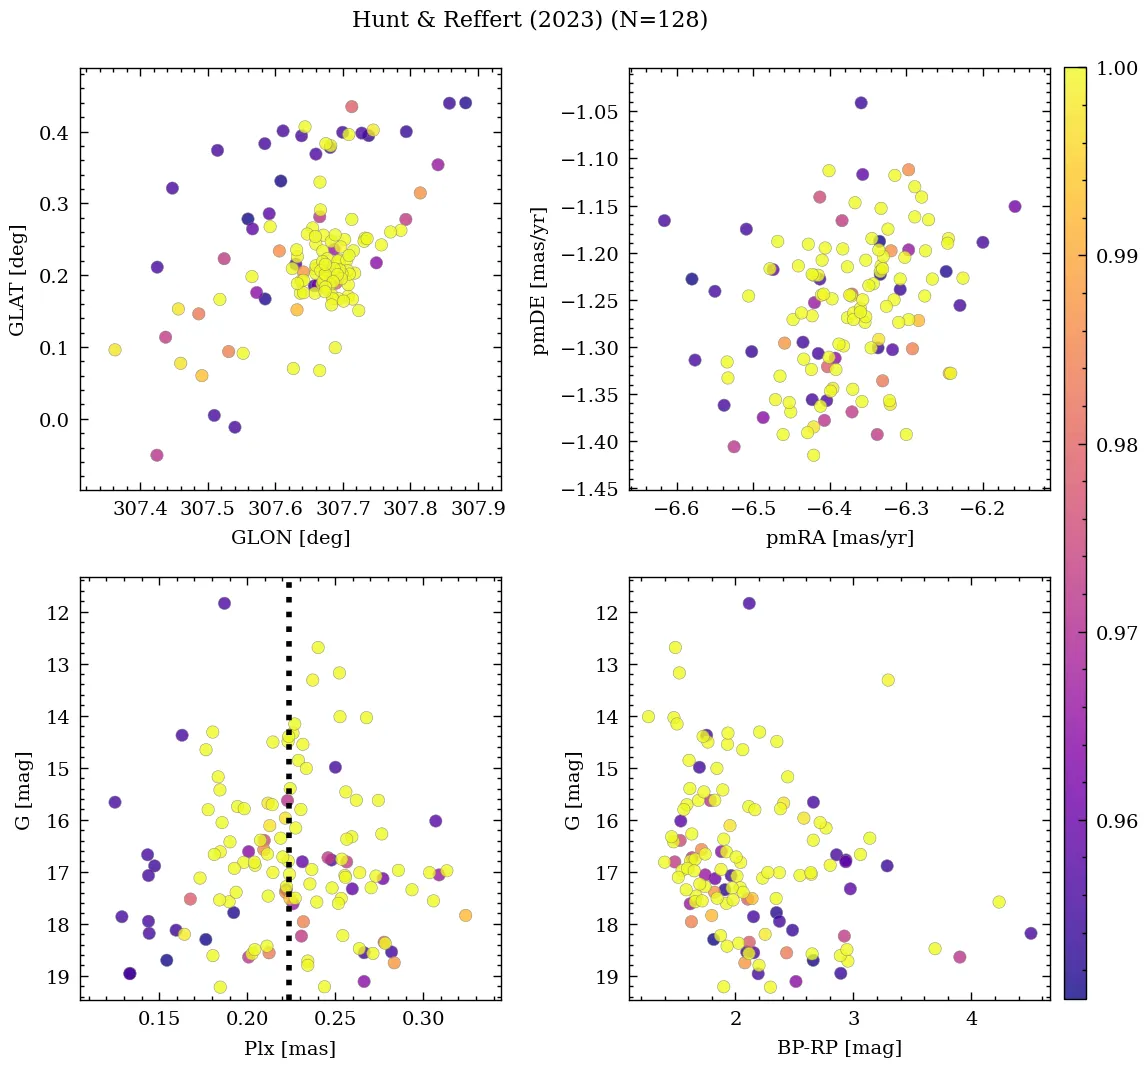 Hunt & Reffert (2023) (N=128)
0.4
0.3
0.2
0.1
0.0
GLAT [deg]
307.4 307.5 307.6 307.7 307.8 307.9
GLON [deg]
−1.05
−1.10
−1.15
−1.20
−1.25
−1.30
−1.35
−1.40
−1.45
pmDE [mas/yr]
−6.6 −6.5 −6.4 −6.3 −6.2
pmRA [mas/yr]
12
13
14
15
16
17
18
19
G [mag]
0.15 0.20 0.25 0.30
Plx [mas]
12
13
14
15
16
17
18
19
G [mag]
2 3 4
BP-RP [mag]
1.00
0.99
0.98
0.97
0.96